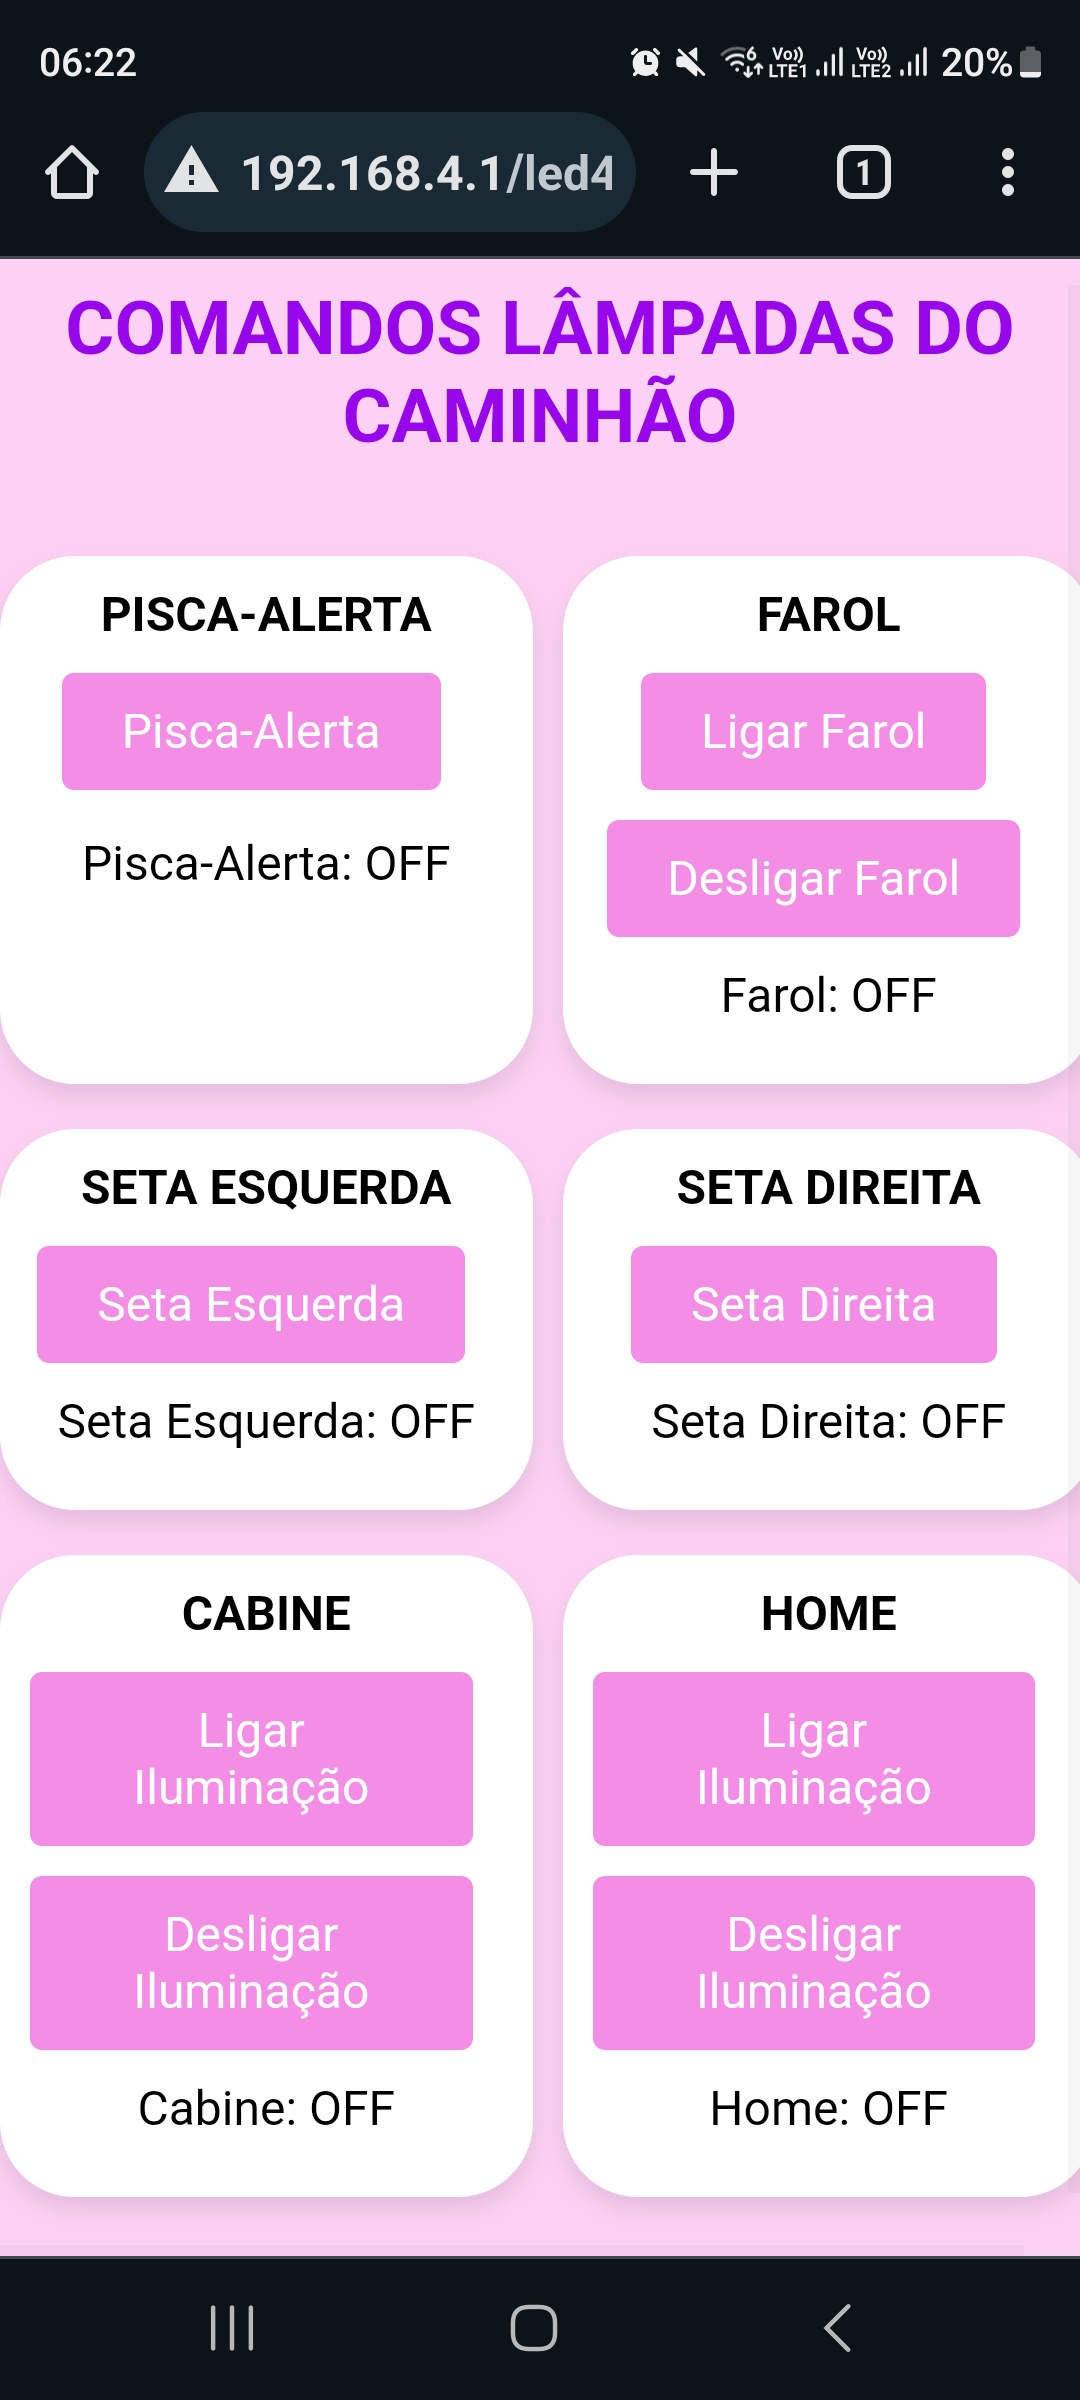 06:22
6 Vo)) LTE1 Vo)) LTE2 20%
192.168.4.1/led4
1
COMANDOS LÂMPADAS DO
CAMINHÃO
PISCA-ALERTA
Pisca-Alerta
Pisca-Alerta: OFF
FAROL
Ligar Farol
Desligar Farol
Farol: OFF
SETA ESQUERDA
Seta Esquerda
Seta Esquerda: OFF
SETA DIREITA
Seta Direita
Seta Direita: OFF
CABINE
Ligar
Iluminação
Desligar
Iluminação
Cabine: OFF
HOME
Ligar
Iluminação
Desligar
Iluminação
Home: OFF